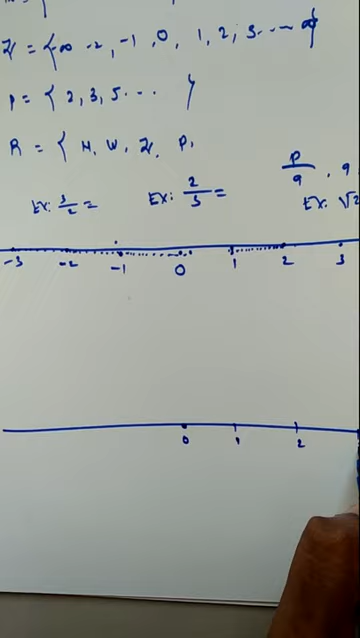 Z = { -∞ -2, -1, 0, 1, 2, 3..... ∞ }
P = { 2, 3, 5.... }
R = { N, W, Z, P,
P/q, q
Ex: 3/2 = Ex: 2/3 = Ex. √2
-3 -2 -1 0 1 2 3
0 1 2